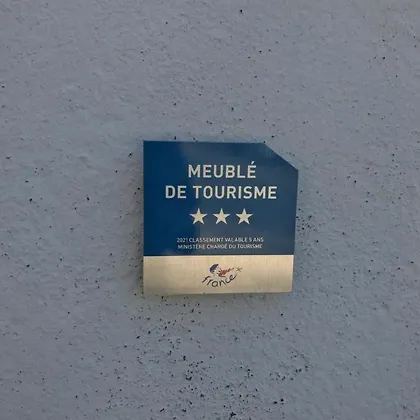 MEUBLÉ
DE TOURISME
2021 CLASSEMENT VALABLE 5 ANS
MINISTÈRE CHARGÉ DU TOURISME
france